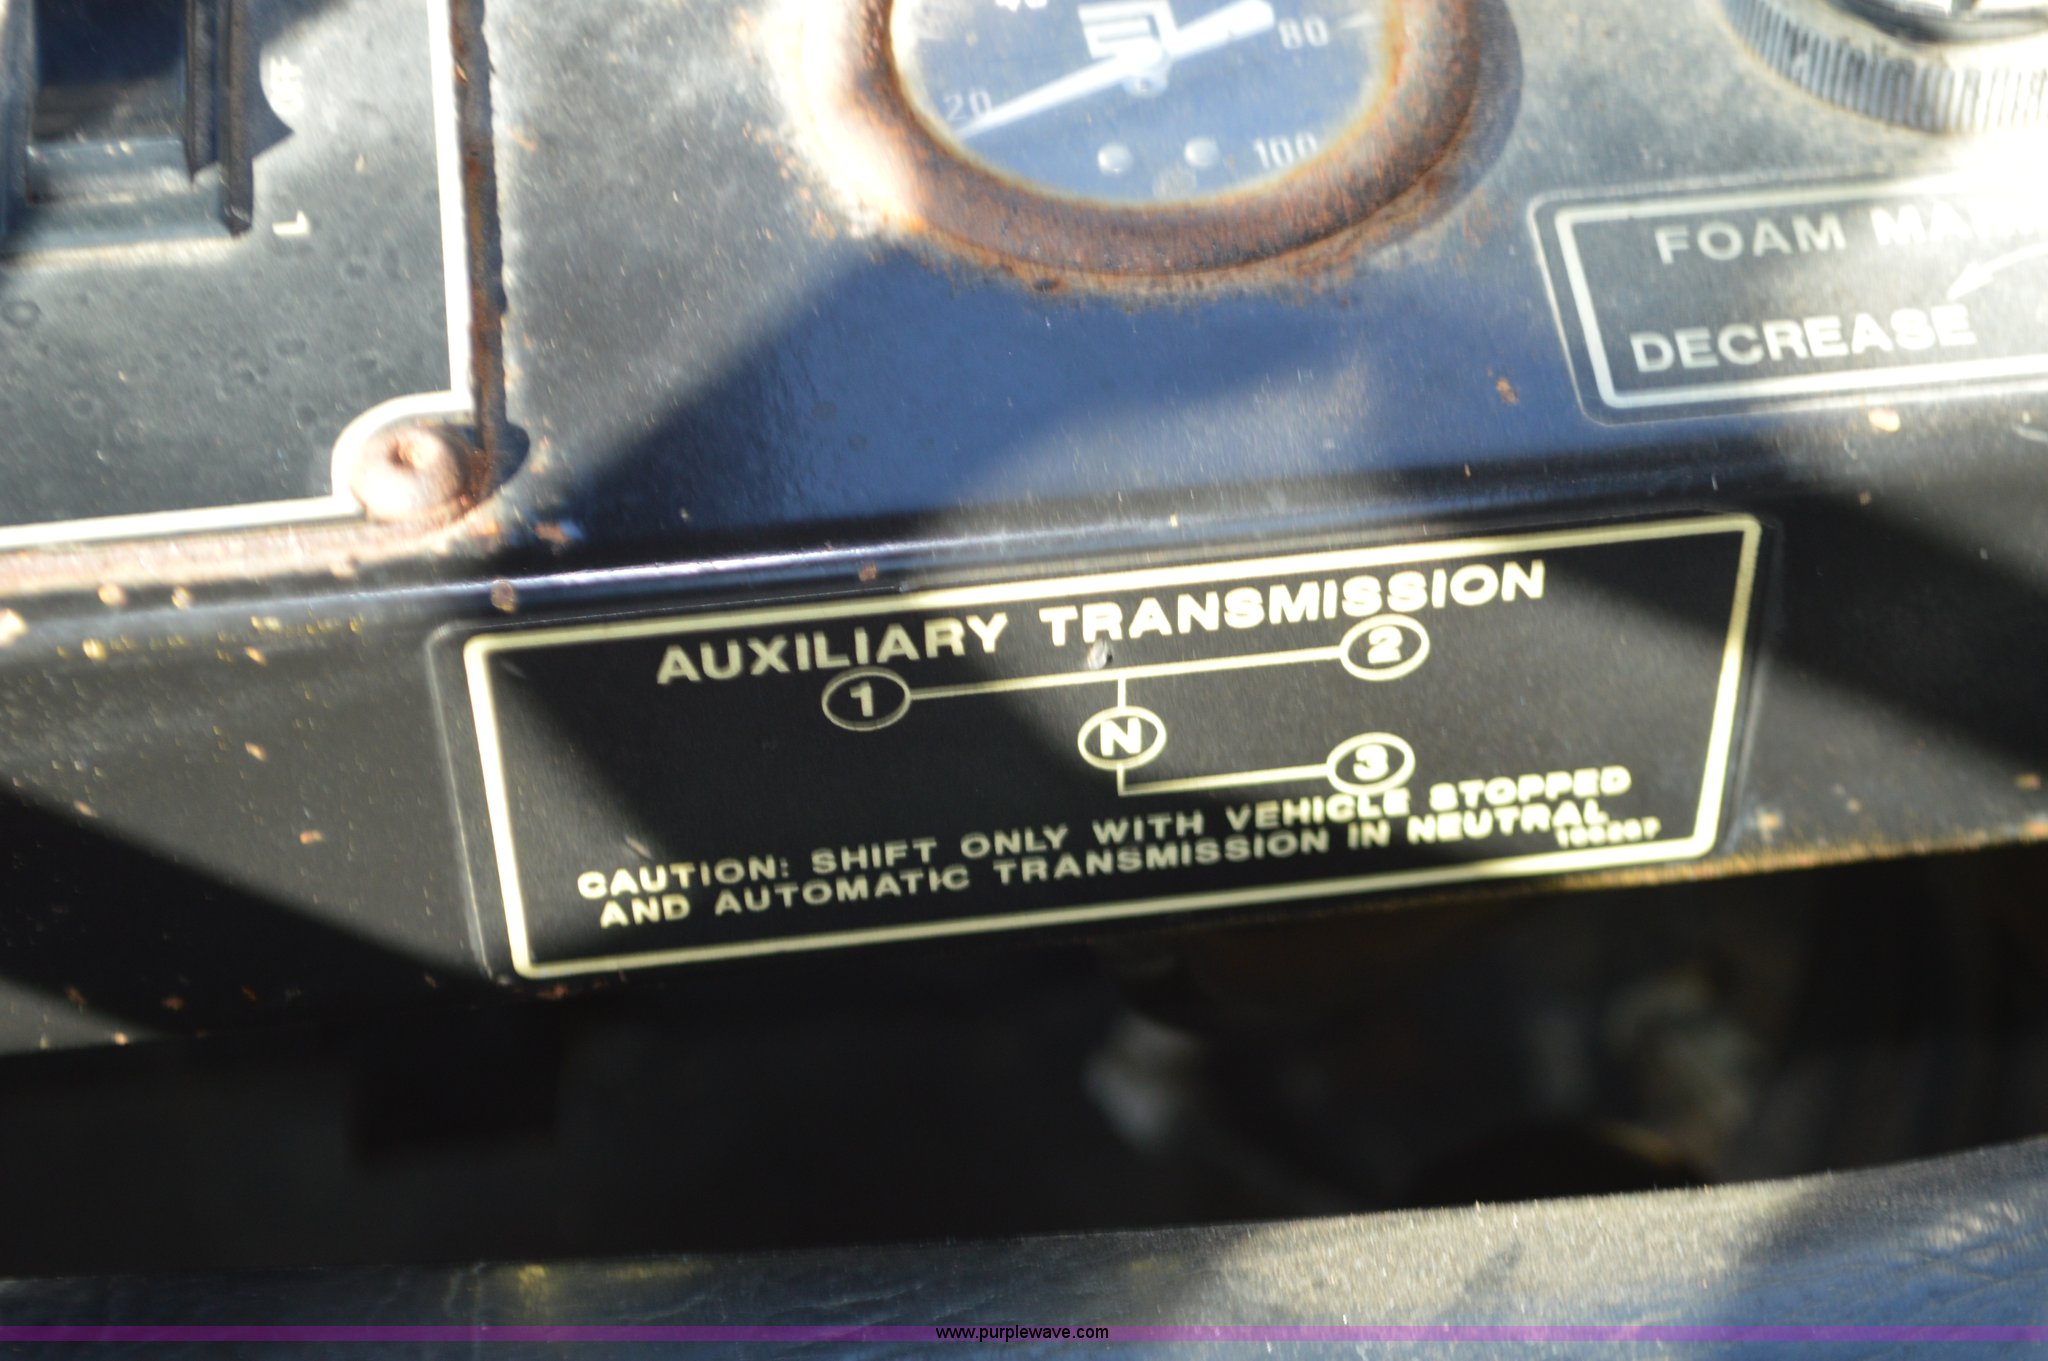 80
20
100
L
FOAM
DECREASE
AUXILIARY TRANSMISSION
1
2
N
3
CAUTION: SHIFT ONLY WITH VEHICLE STOPPED
AND AUTOMATIC TRANSMISSION IN NEUTRAL
www.purplewave.com